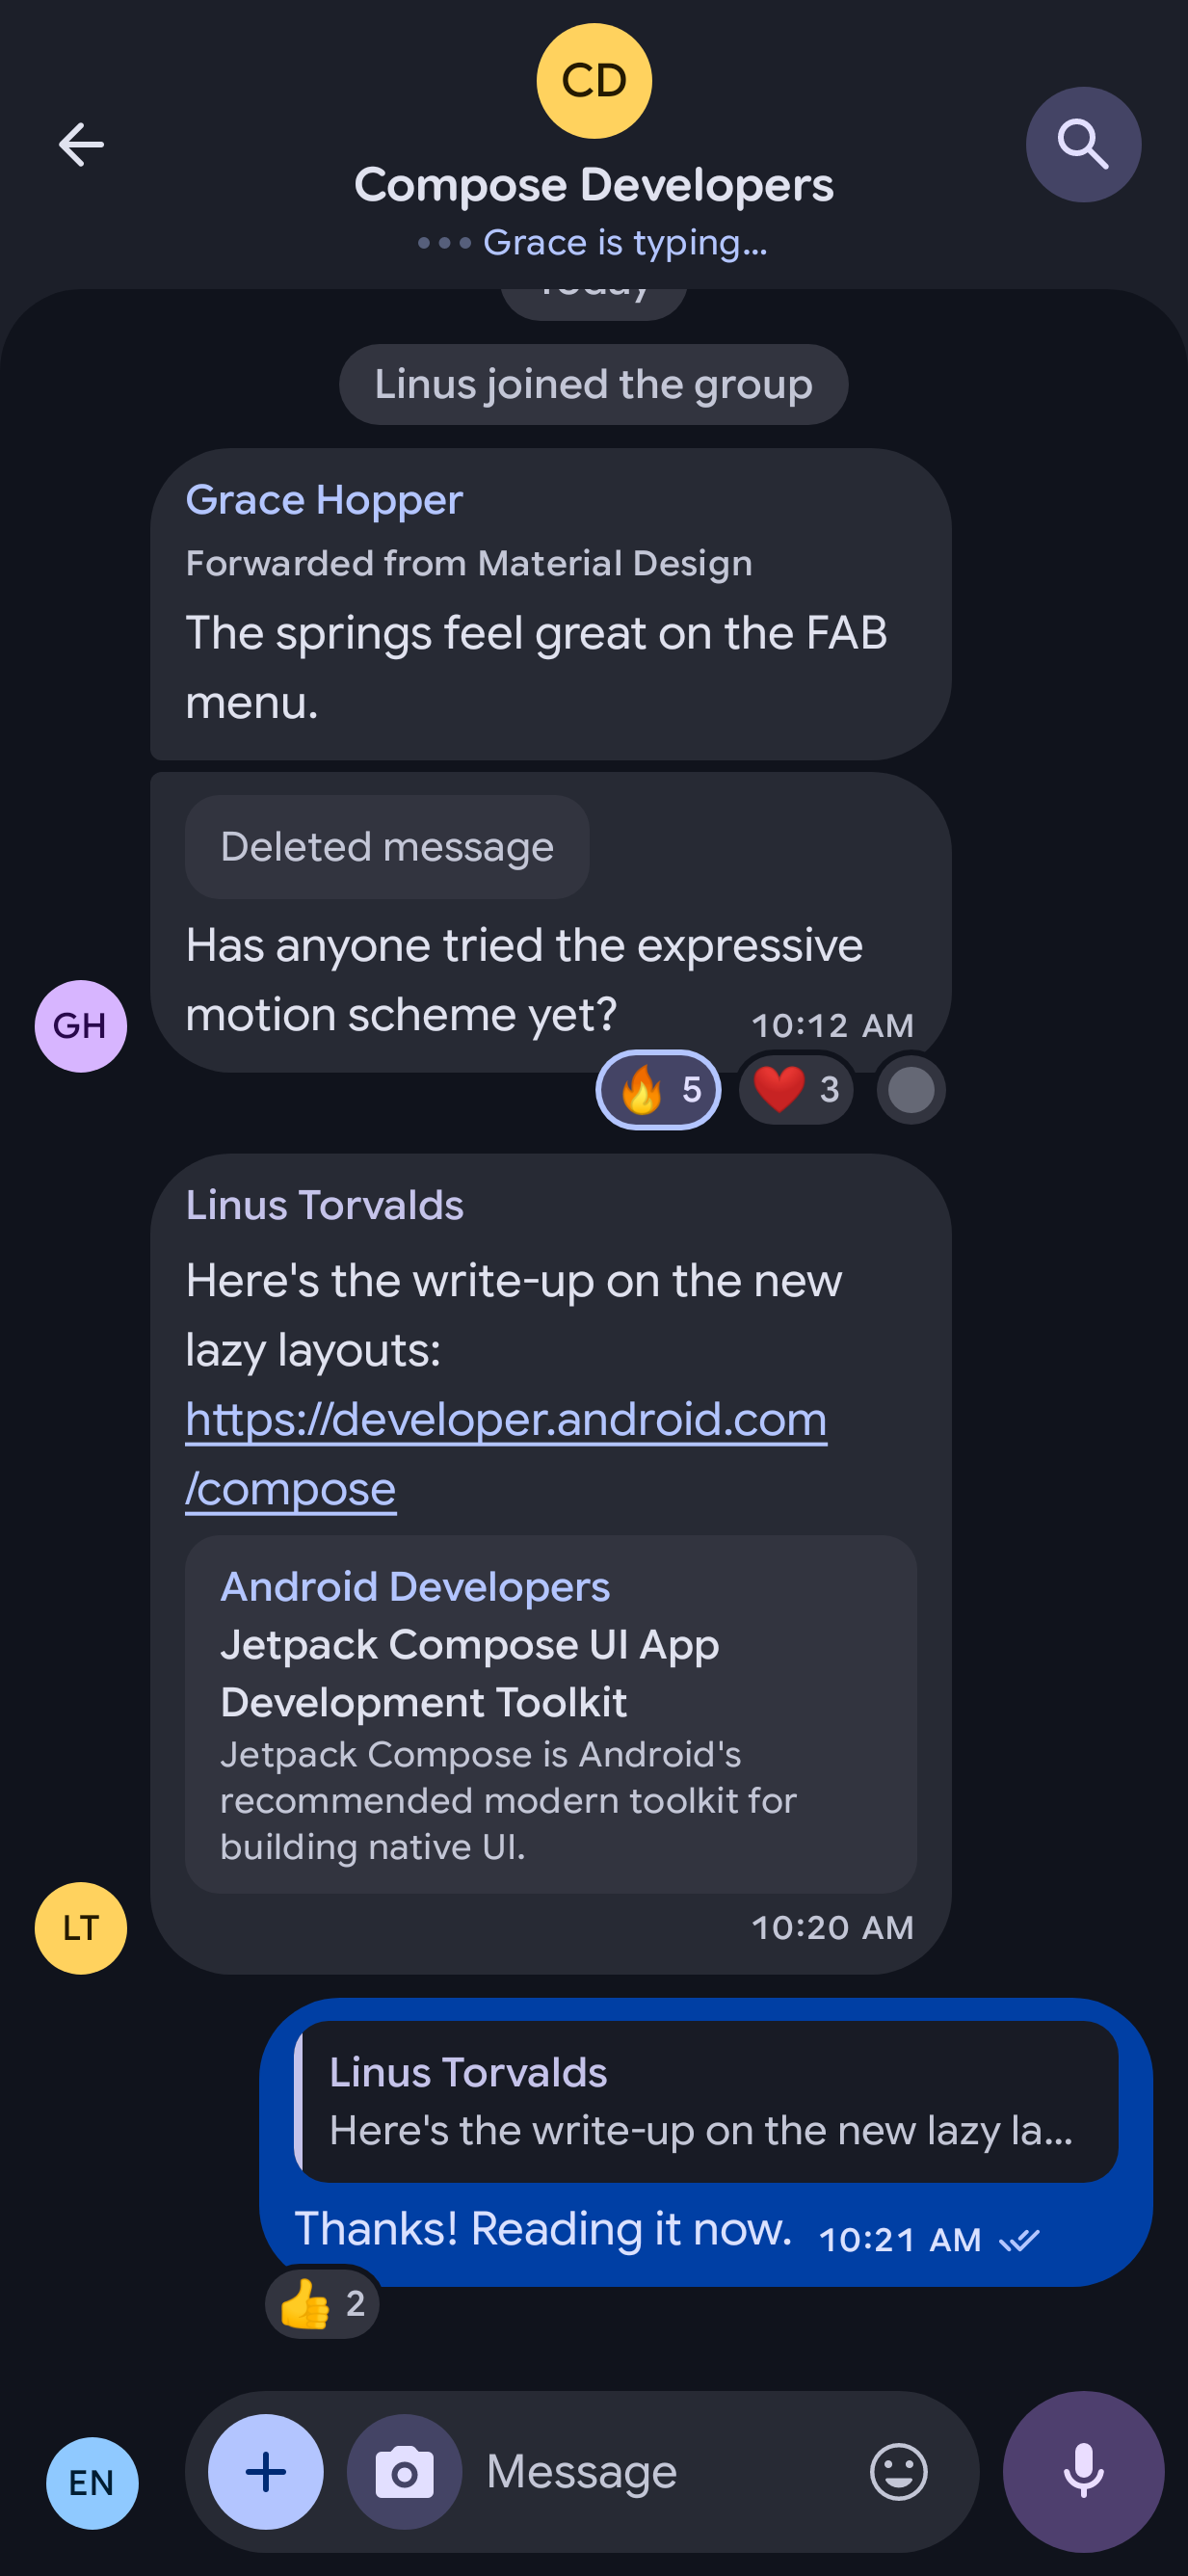 CD
Compose Developers
Grace is typing...
Today
Linus joined the group
Grace Hopper
Forwarded from Material Design
The springs feel great on the FAB
menu.
Deleted message
Has anyone tried the expressive
motion scheme yet?
10:12 AM
GH
🔥 5
❤️ 3
Linus Torvalds
Here's the write-up on the new
lazy layouts:
https://developer.android.com
/compose
Android Developers
Jetpack Compose UI App
Development Toolkit
Jetpack Compose is Android's
recommended modern toolkit for
building native UI.
10:20 AM
LT
Linus Torvalds
Here's the write-up on the new lazy la...
Thanks! Reading it now. 10:21 AM
👍 2
EN
Message